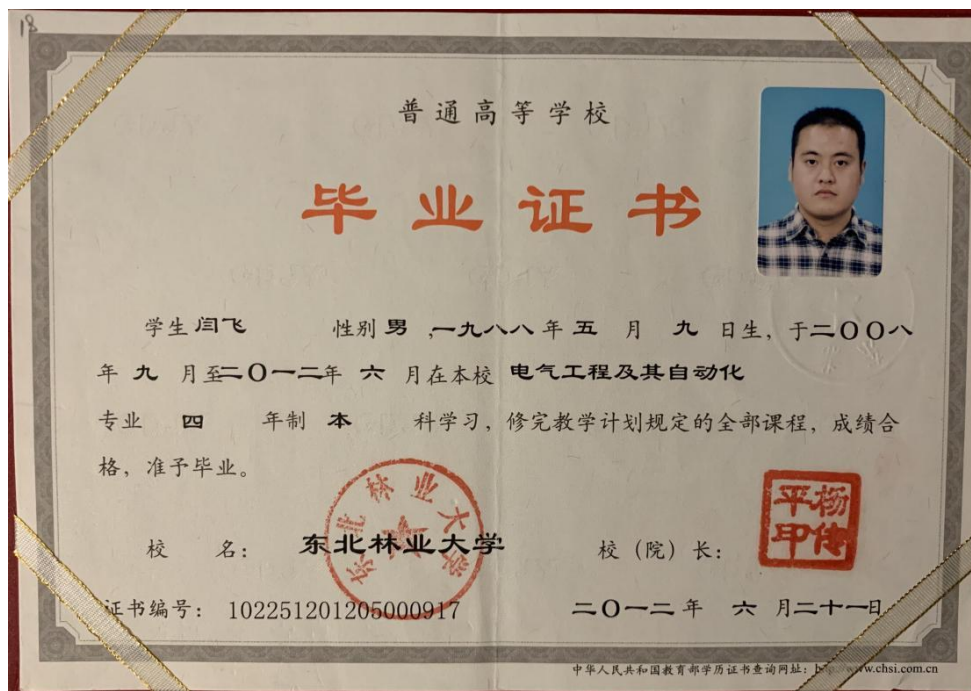 18
普通高等学校
毕业证书
学生 闫飞 性别 男 ,一九八八年 五 月 九 日生, 于二〇〇八
年 九 月至二〇一二年 六 月在本校 电气工程及其自动化
专业 四 年制 本 科学习, 修完教学计划规定的全部课程, 成绩合
格, 准予毕业。
东北林业大学
校 名: 东北林业大学
校(院)长:
杨传平印
证书编号: 102251201205000917
二〇一二年 六 月二十一日
中华人民共和国教育部学历证书查询网址: http://www.chsi.com.cn